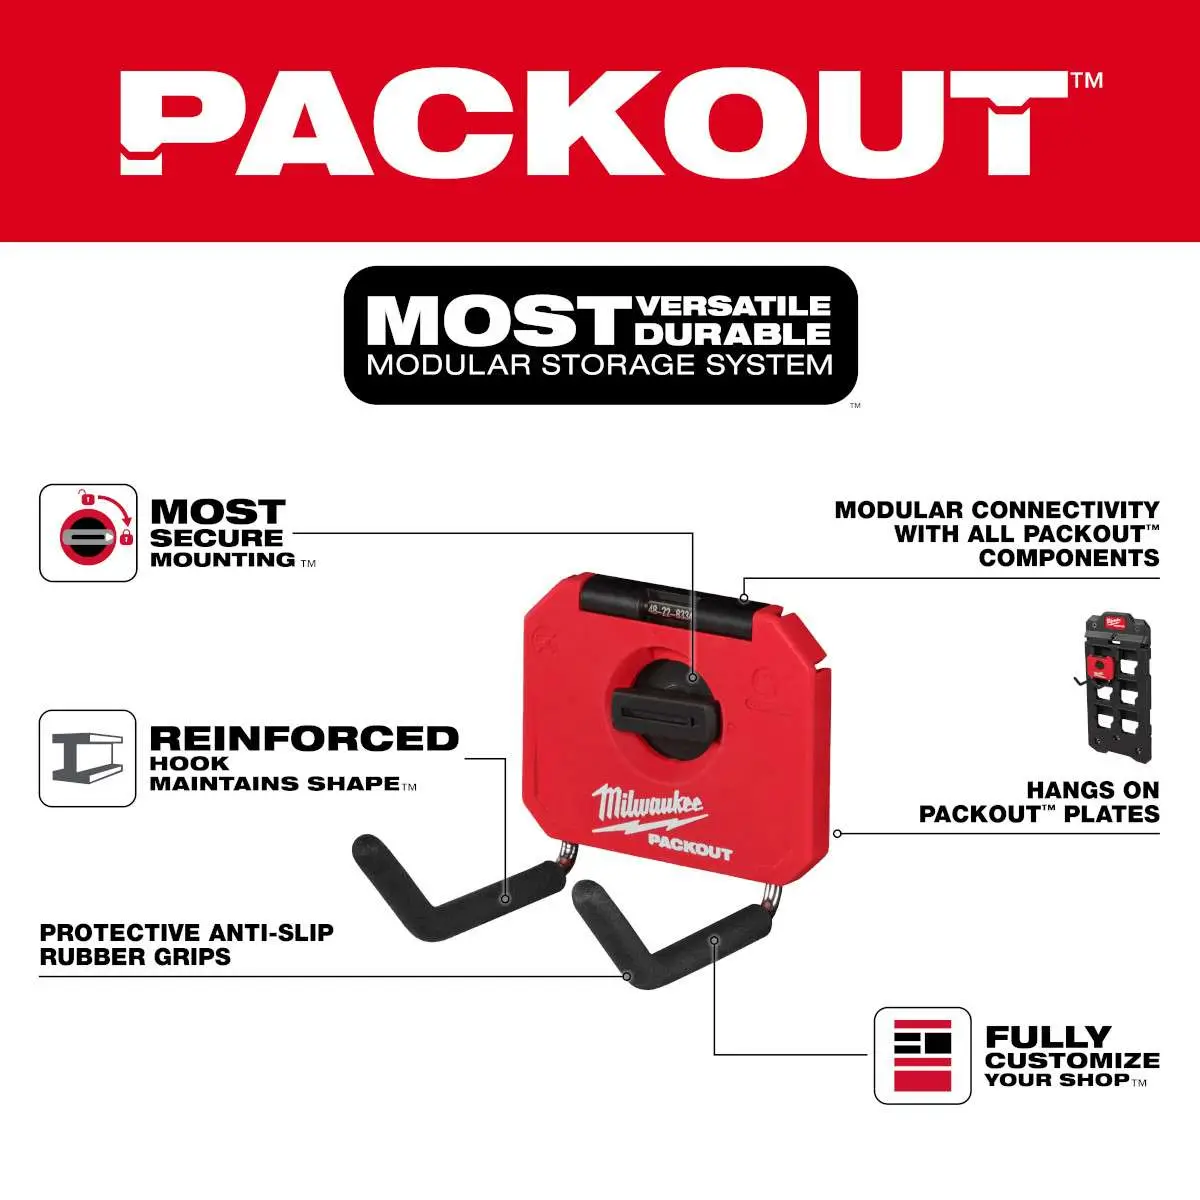 PACKOUT™
MOST VERSATILE
DURABLE
MODULAR STORAGE SYSTEM
™
MOST
SECURE
MOUNTING™
MODULAR CONNECTIVITY
WITH ALL PACKOUT™
COMPONENTS
REINFORCED
HOOK
MAINTAINS SHAPE™
Milwaukee
PACKOUT
HANGS ON
PACKOUT™ PLATES
PROTECTIVE ANTI-SLIP
RUBBER GRIPS
FULLY
CUSTOMIZE
YOUR SHOP™